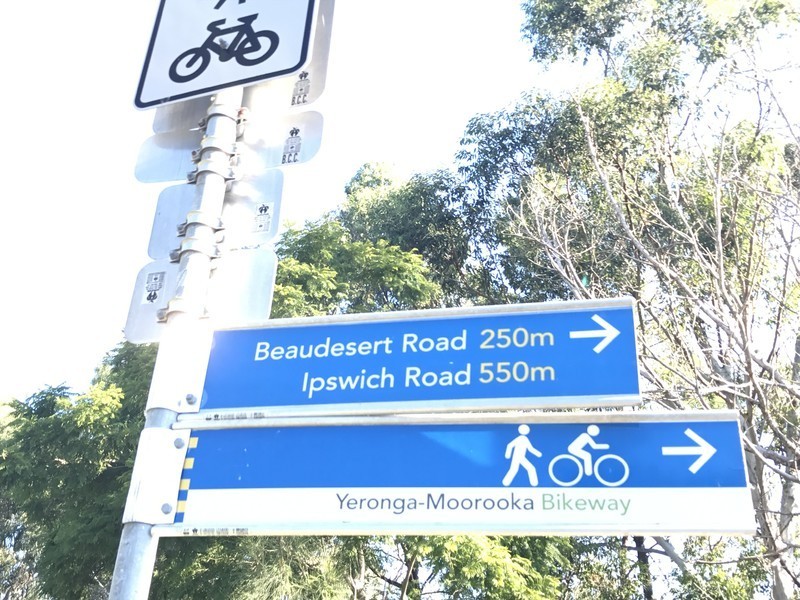 B.C.C.
Beaudesert Road 250m
Ipswich Road 550m
Yeronga-Moorooka Bikeway